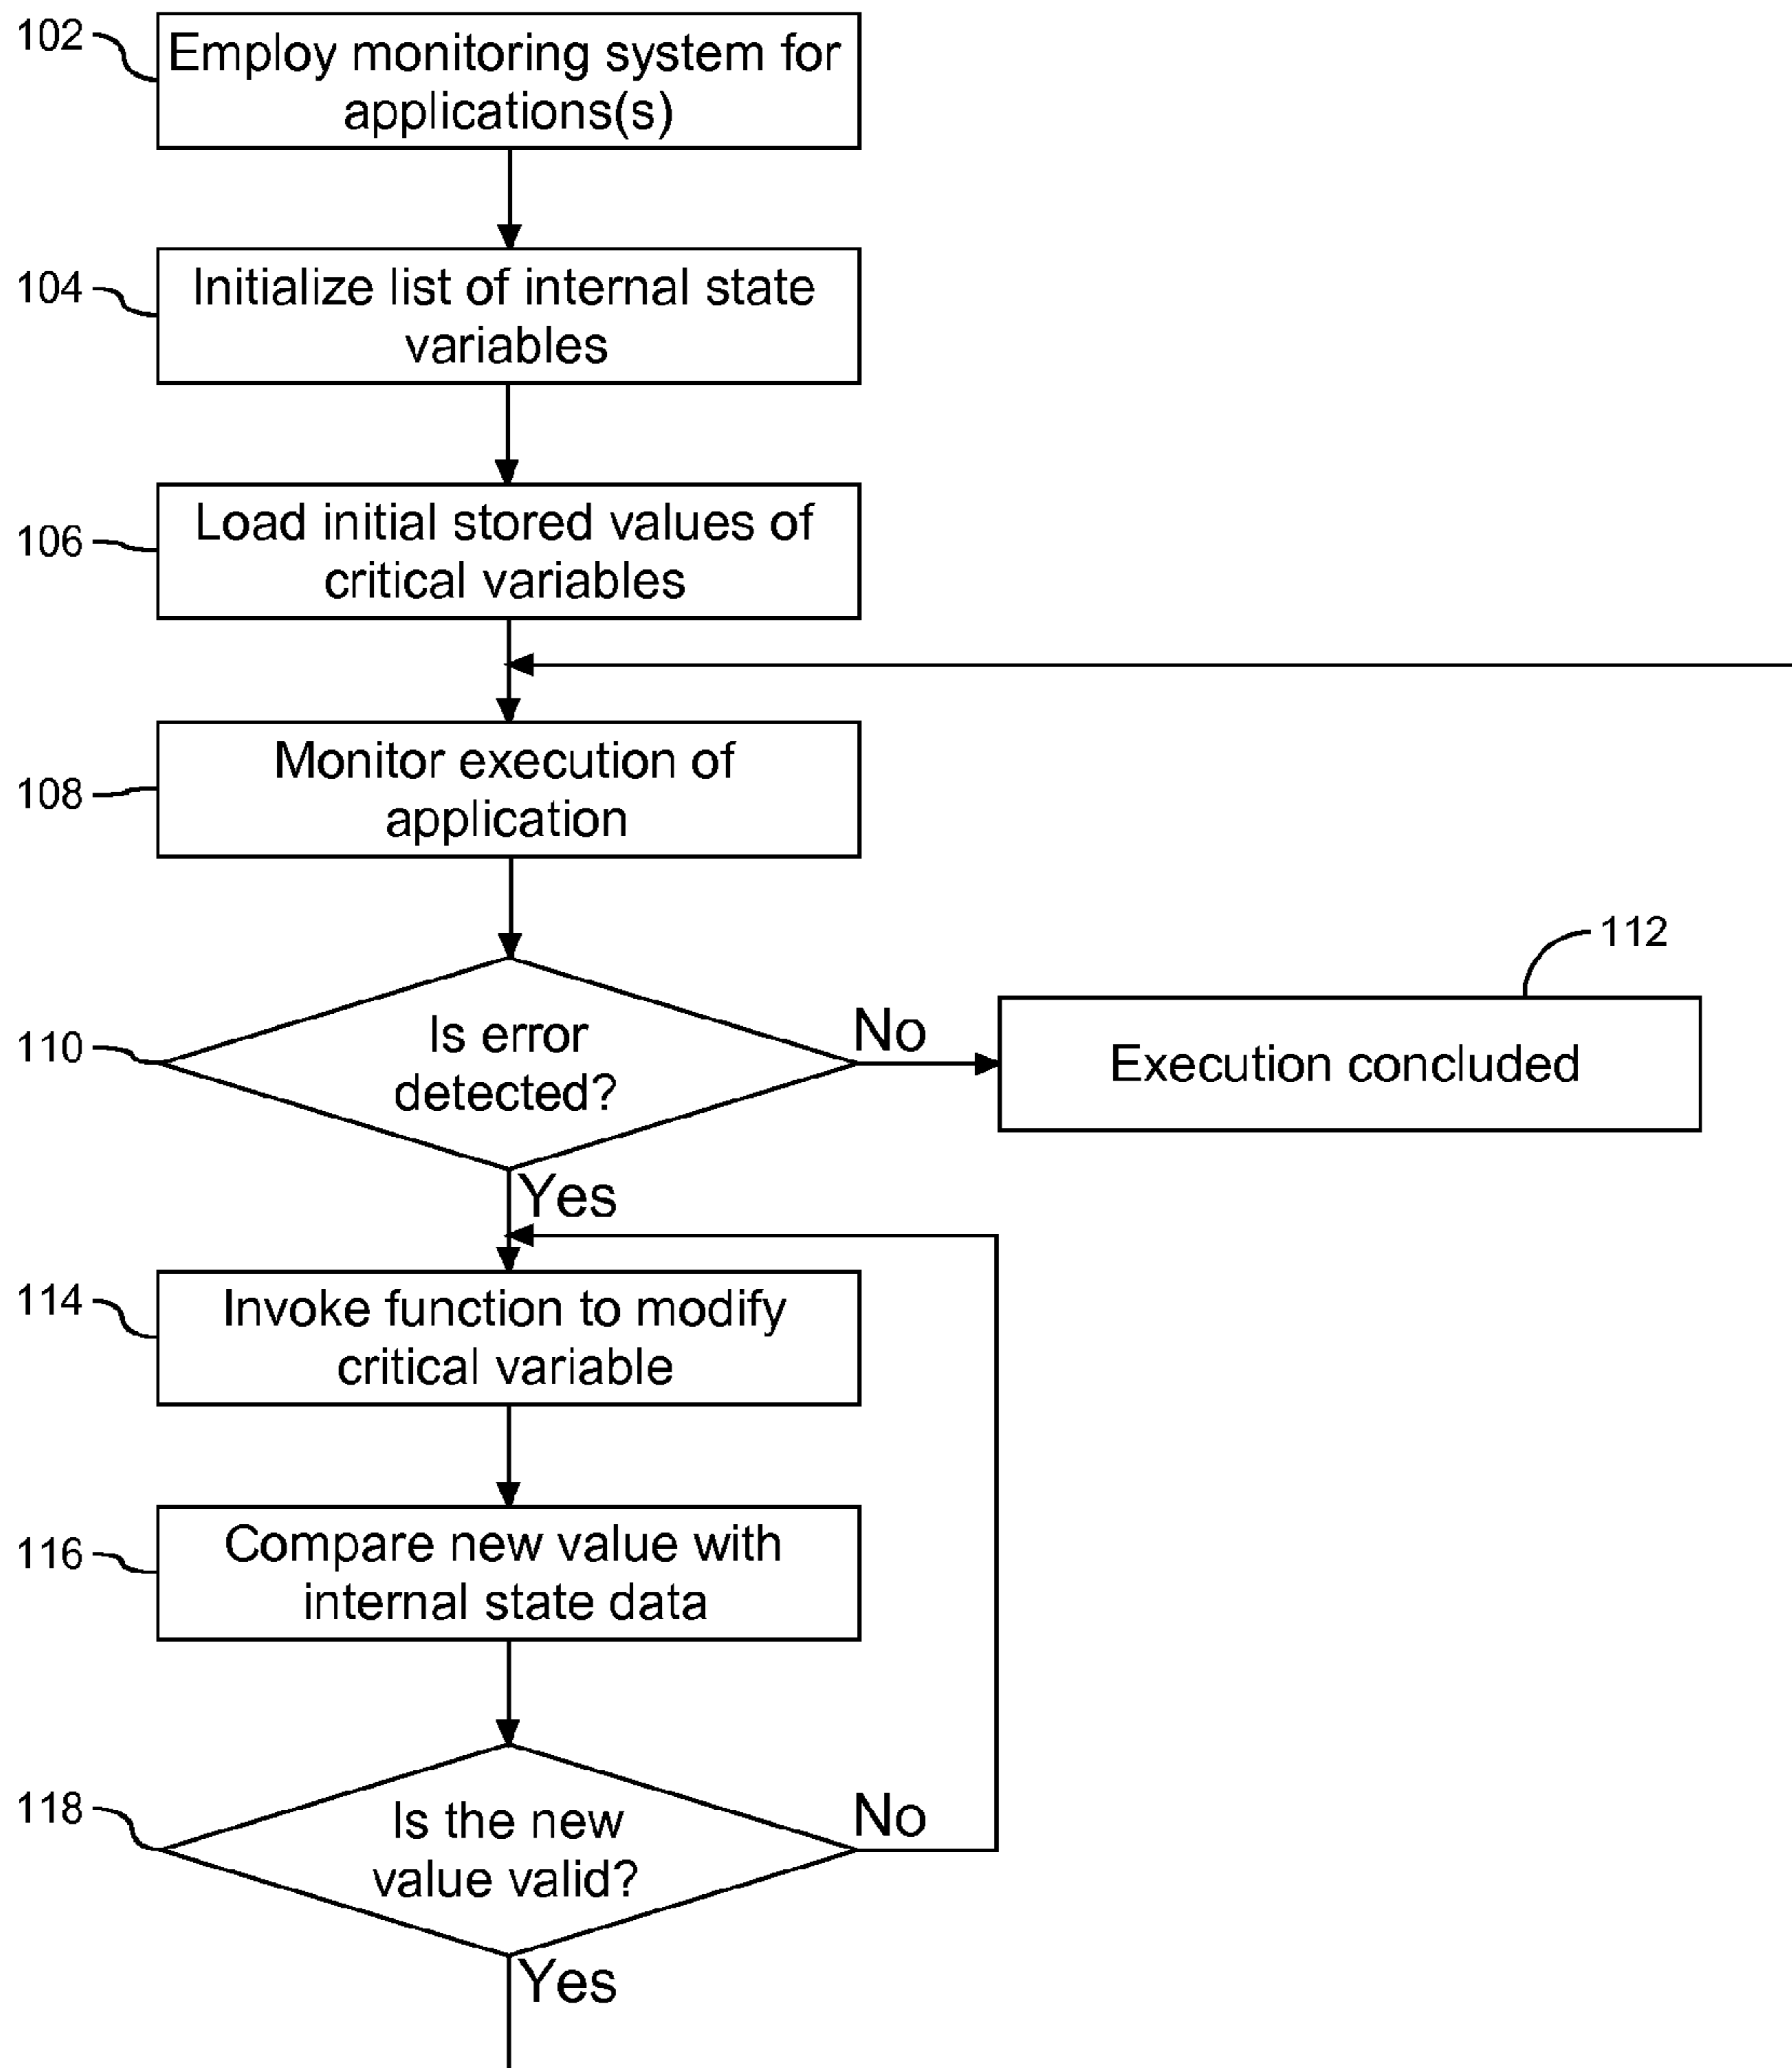 102
Employ monitoring system for
applications(s)
104
Initialize list of internal state
variables
106
Load initial stored values of
critical variables
108
Monitor execution of
application
110
Is error
detected?
No
112
Execution concluded
Yes
114
Invoke function to modify
critical variable
116
Compare new value with
internal state data
118
Is the new
value valid?
No
Yes